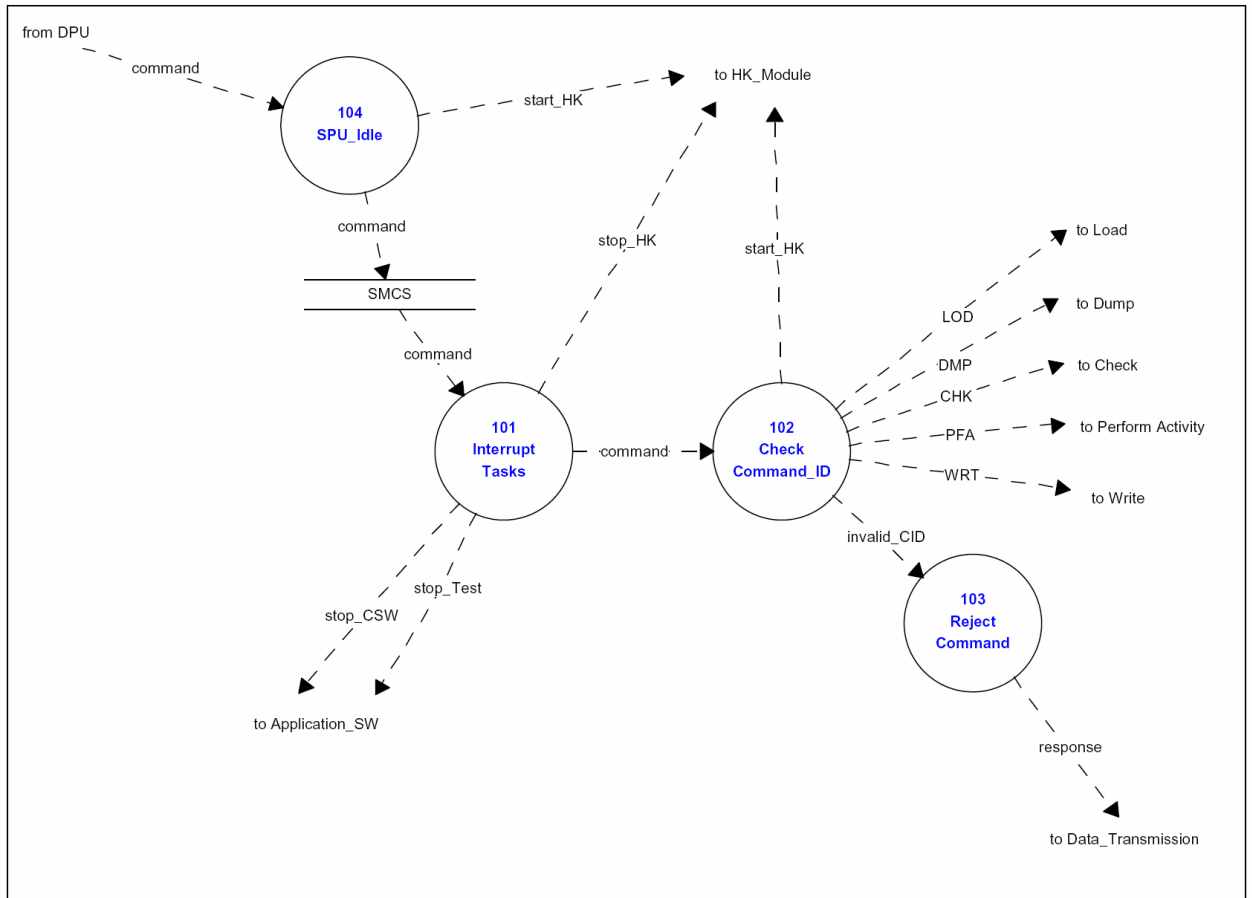 from DPU
command
104
SPU_Idle
start_HK
to HK_Module
command
SMCS
command
stop_HK
start_HK
to Load
LOD
to Dump
DMP
to Check
CHK
to Perform Activity
PFA
WRT
to Write
101
Interrupt
Tasks
command
102
Check
Command_ID
invalid_CID
stop_Test
stop_CSW
to Application_SW
103
Reject
Command
response
to Data_Transmission